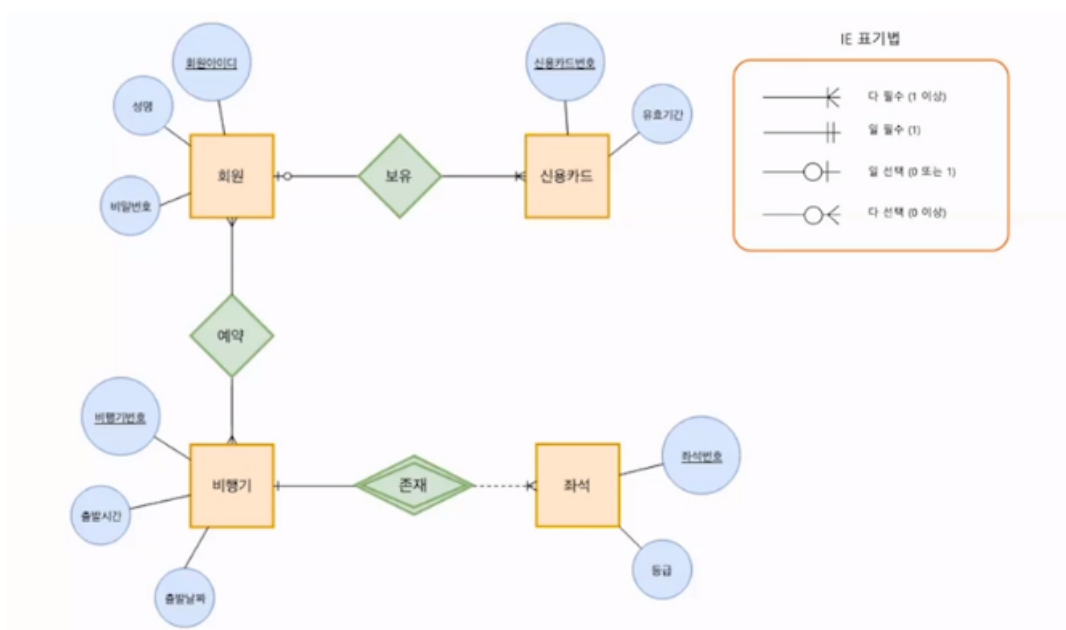 IE 표기법
회원아이디
신용카드번호
성명
유효기간
다 필수 (1 이상)
일 필수 (1)
일 선택 (0 또는 1)
다 선택 (0 이상)
회원
보유
신용카드
비밀번호
예약
비행기번호
좌석번호
비행기
존재
좌석
출발시간
등급
출발날짜